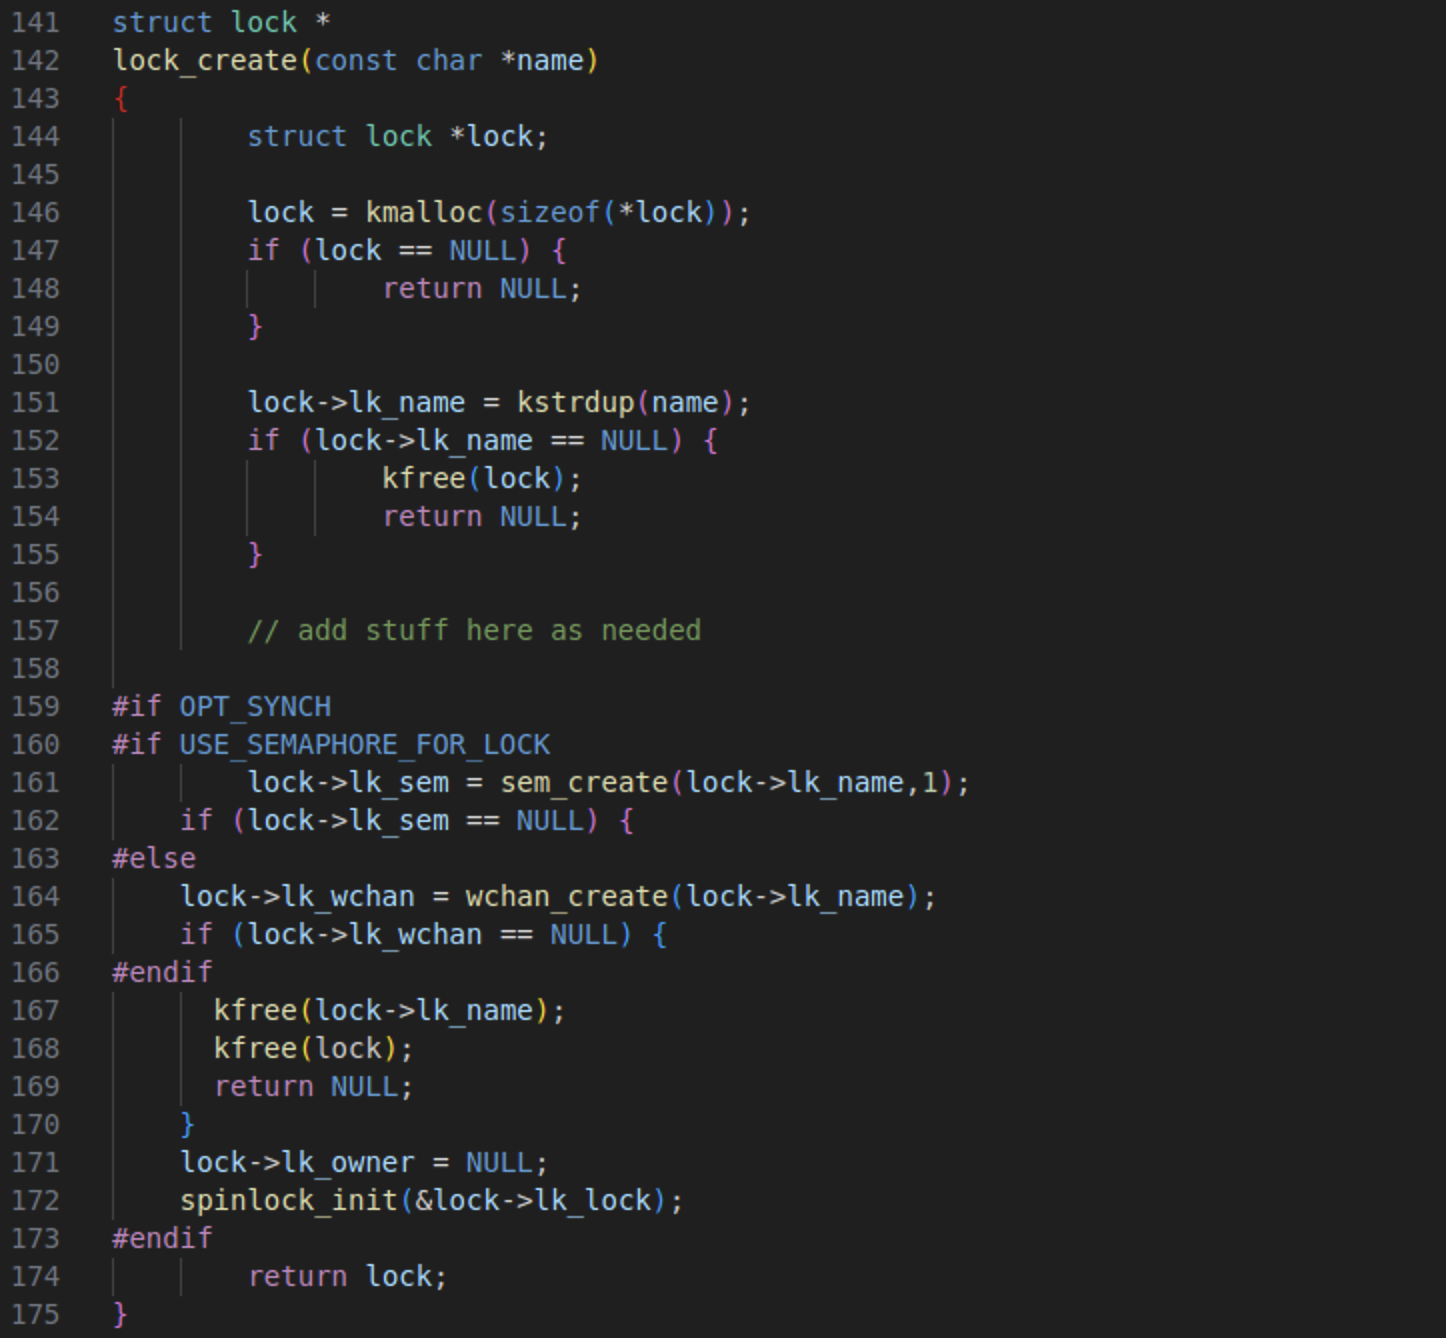 141 struct lock *
142 lock_create(const char *name)
143 {
144         struct lock *lock;
145
146         lock = kmalloc(sizeof(*lock));
147         if (lock == NULL) {
148                 return NULL;
149         }
150
151         lock->lk_name = kstrdup(name);
152         if (lock->lk_name == NULL) {
153                 kfree(lock);
154                 return NULL;
155         }
156
157         // add stuff here as needed
158
159 #if OPT_SYNCH
160 #if USE_SEMAPHORE_FOR_LOCK
161         lock->lk_sem = sem_create(lock->lk_name,1);
162     if (lock->lk_sem == NULL) {
163 #else
164     lock->lk_wchan = wchan_create(lock->lk_name);
165     if (lock->lk_wchan == NULL) {
166 #endif
167       kfree(lock->lk_name);
168       kfree(lock);
169       return NULL;
170     }
171     lock->lk_owner = NULL;
172     spinlock_init(&lock->lk_lock);
173 #endif
174         return lock;
175 }